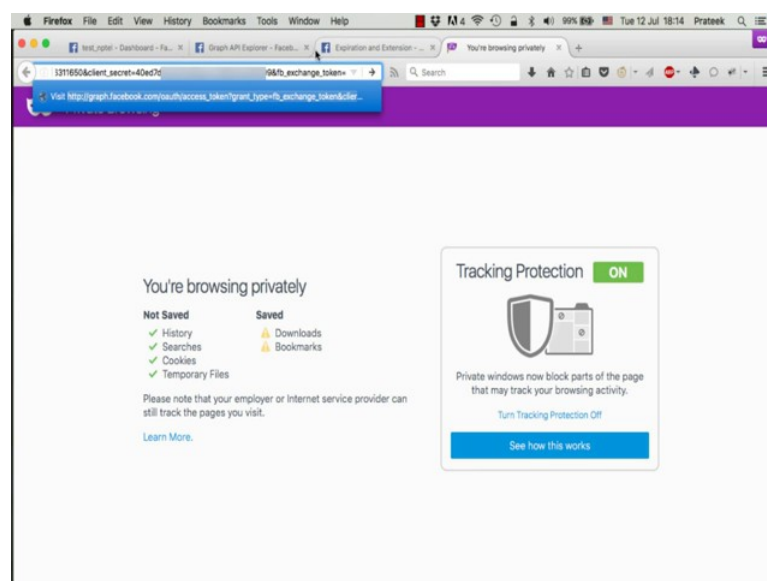 Firefox File Edit View History Bookmarks Tools Window Help 4 99% Tue 12 Jul 18:14 Prateek
test_nptel - Dashboard - Fa... × Graph API Explorer - Faceb... × Expiration and Extension - ... × You're browsing privately × +
3311650&client_secret=40ed7d 9&fb_exchange_token= Search
Visit http://graph.facebook.com/oauth/access_token?grant_type=fb_exchange_token&clien...
Private Browsing
You're browsing privately
Not Saved Saved
History Downloads
Searches Bookmarks
Cookies
Temporary Files
Please note that your employer or Internet service provider can
still track the pages you visit.
Learn More.
Tracking Protection ON
Private windows now block parts of the page
that may track your browsing activity.
Turn Tracking Protection Off
See how this works